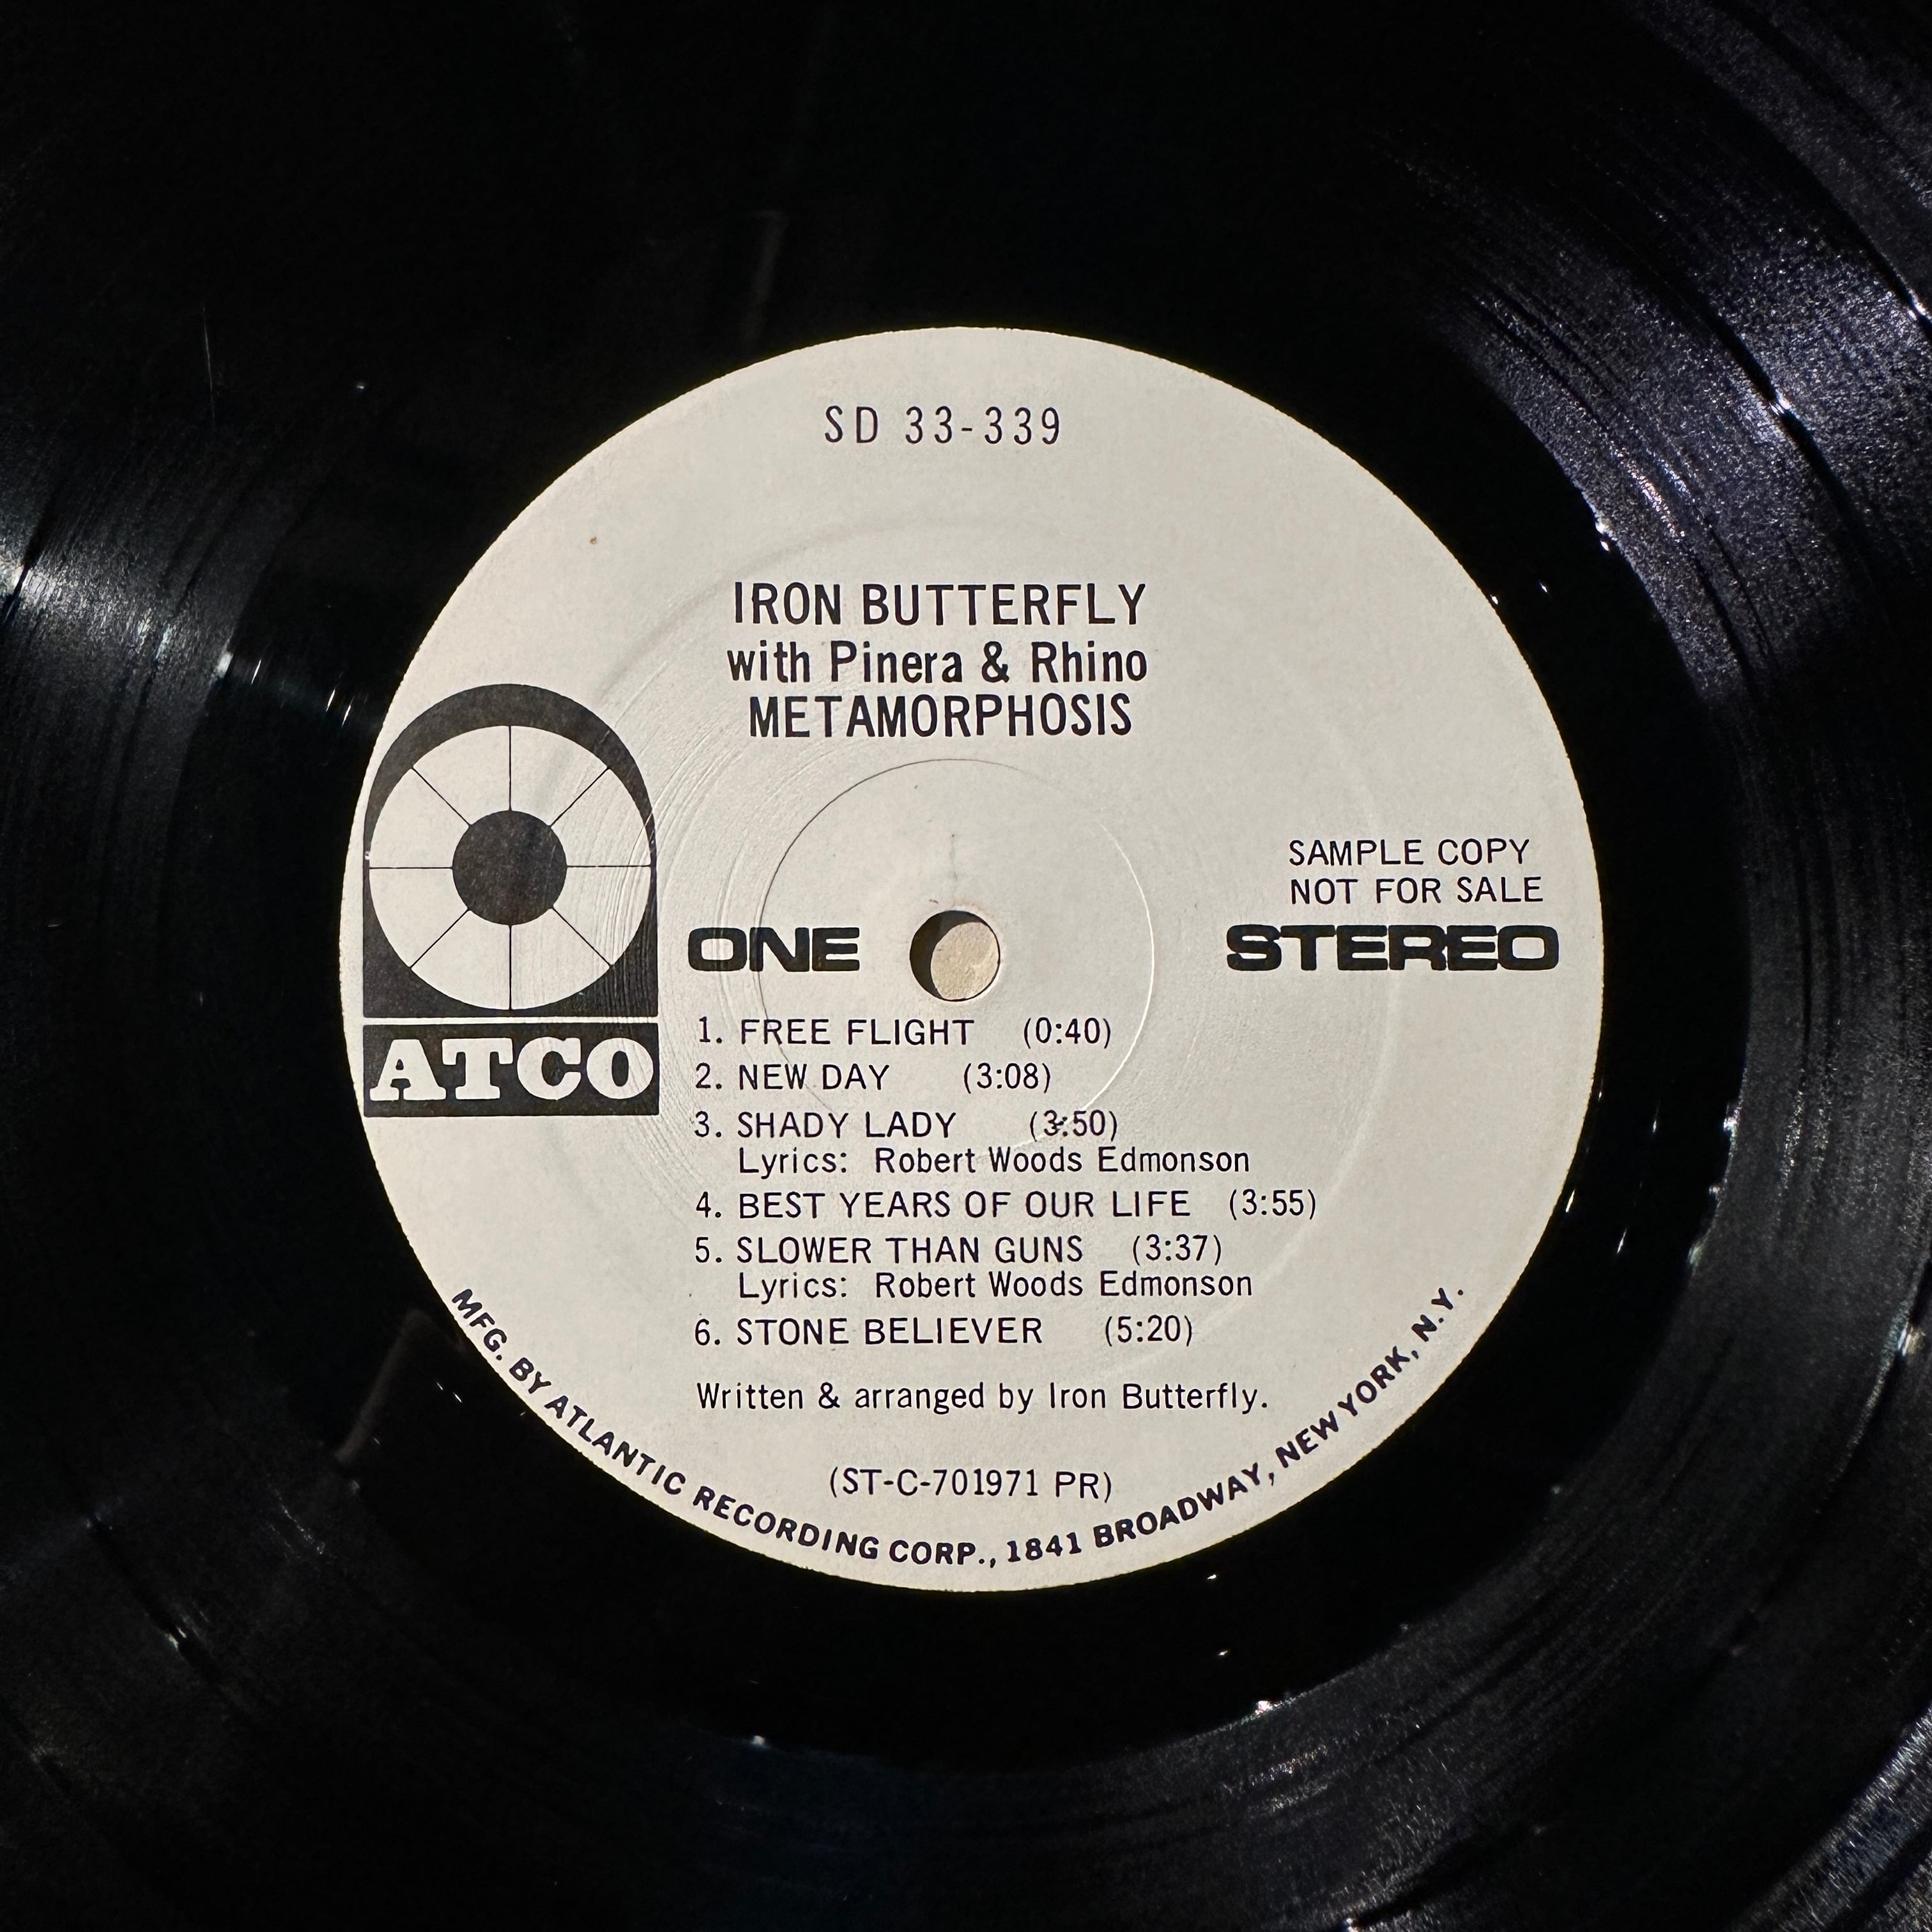 SD 33-339
IRON BUTTERFLY
with Pinera & Rhino
METAMORPHOSIS
ATCO
SAMPLE COPY
NOT FOR SALE
ONE
STEREO
1. FREE FLIGHT (0:40)
2. NEW DAY (3:08)
3. SHADY LADY (3:50)
Lyrics: Robert Woods Edmonson
4. BEST YEARS OF OUR LIFE (3:55)
5. SLOWER THAN GUNS (3:37)
Lyrics: Robert Woods Edmonson
6. STONE BELIEVER (5:20)
Written & arranged by Iron Butterfly.
(ST-C-701971 PR)
MFG. BY ATLANTIC RECORDING CORP., 1841 BROADWAY, NEW YORK, N.Y.